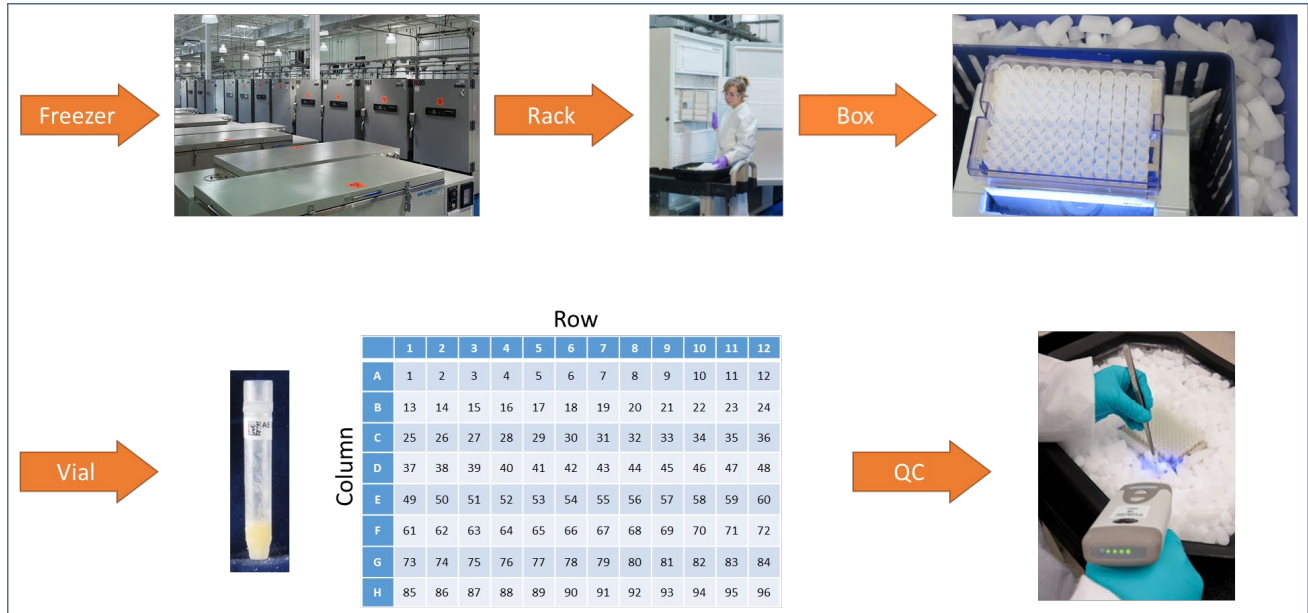 Freezer
Rack
Box
Vial
Row
Column
1 2 3 4 5 6 7 8 9 10 11 12
A 1 2 3 4 5 6 7 8 9 10 11 12
B 13 14 15 16 17 18 19 20 21 22 23 24
C 25 26 27 28 29 30 31 32 33 34 35 36
D 37 38 39 40 41 42 43 44 45 46 47 48
E 49 50 51 52 53 54 55 56 57 58 59 60
F 61 62 63 64 65 66 67 68 69 70 71 72
G 73 74 75 76 77 78 79 80 81 82 83 84
H 85 86 87 88 89 90 91 92 93 94 95 96
QC